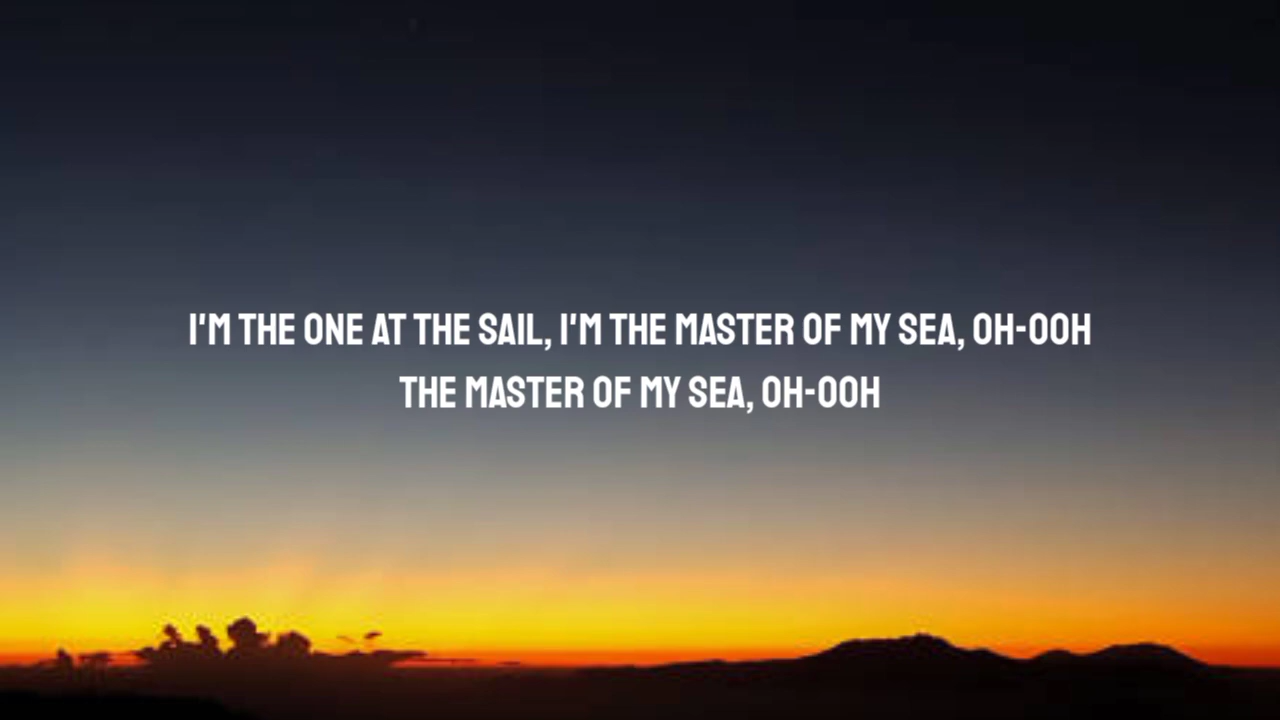 I'M THE ONE AT THE SAIL, I'M THE MASTER OF MY SEA, OH-OOH
THE MASTER OF MY SEA, OH-OOH